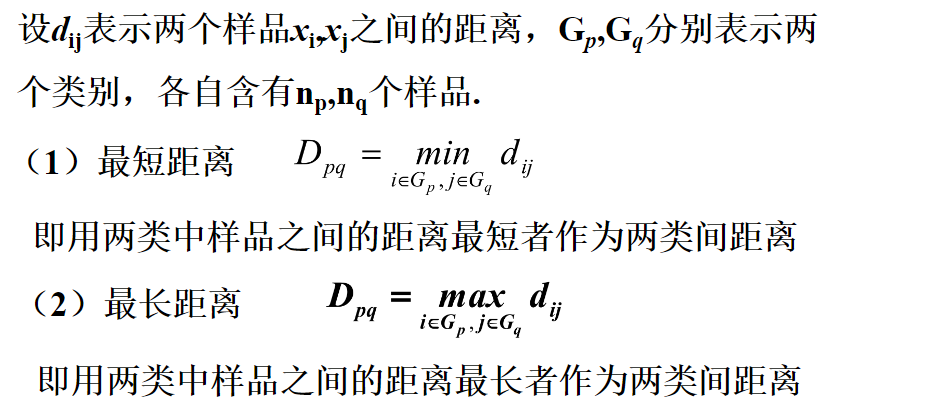 设dij表示两个样品xi,xj之间的距离，Gp,Gq分别表示两
个类别，各自含有np,nq个样品.
（1）最短距离 Dpq = min i∈Gp,j∈Gq dij
即用两类中样品之间的距离最短者作为两类间距离
（2）最长距离 Dpq = max i∈Gp,j∈Gq dij
即用两类中样品之间的距离最长者作为两类间距离